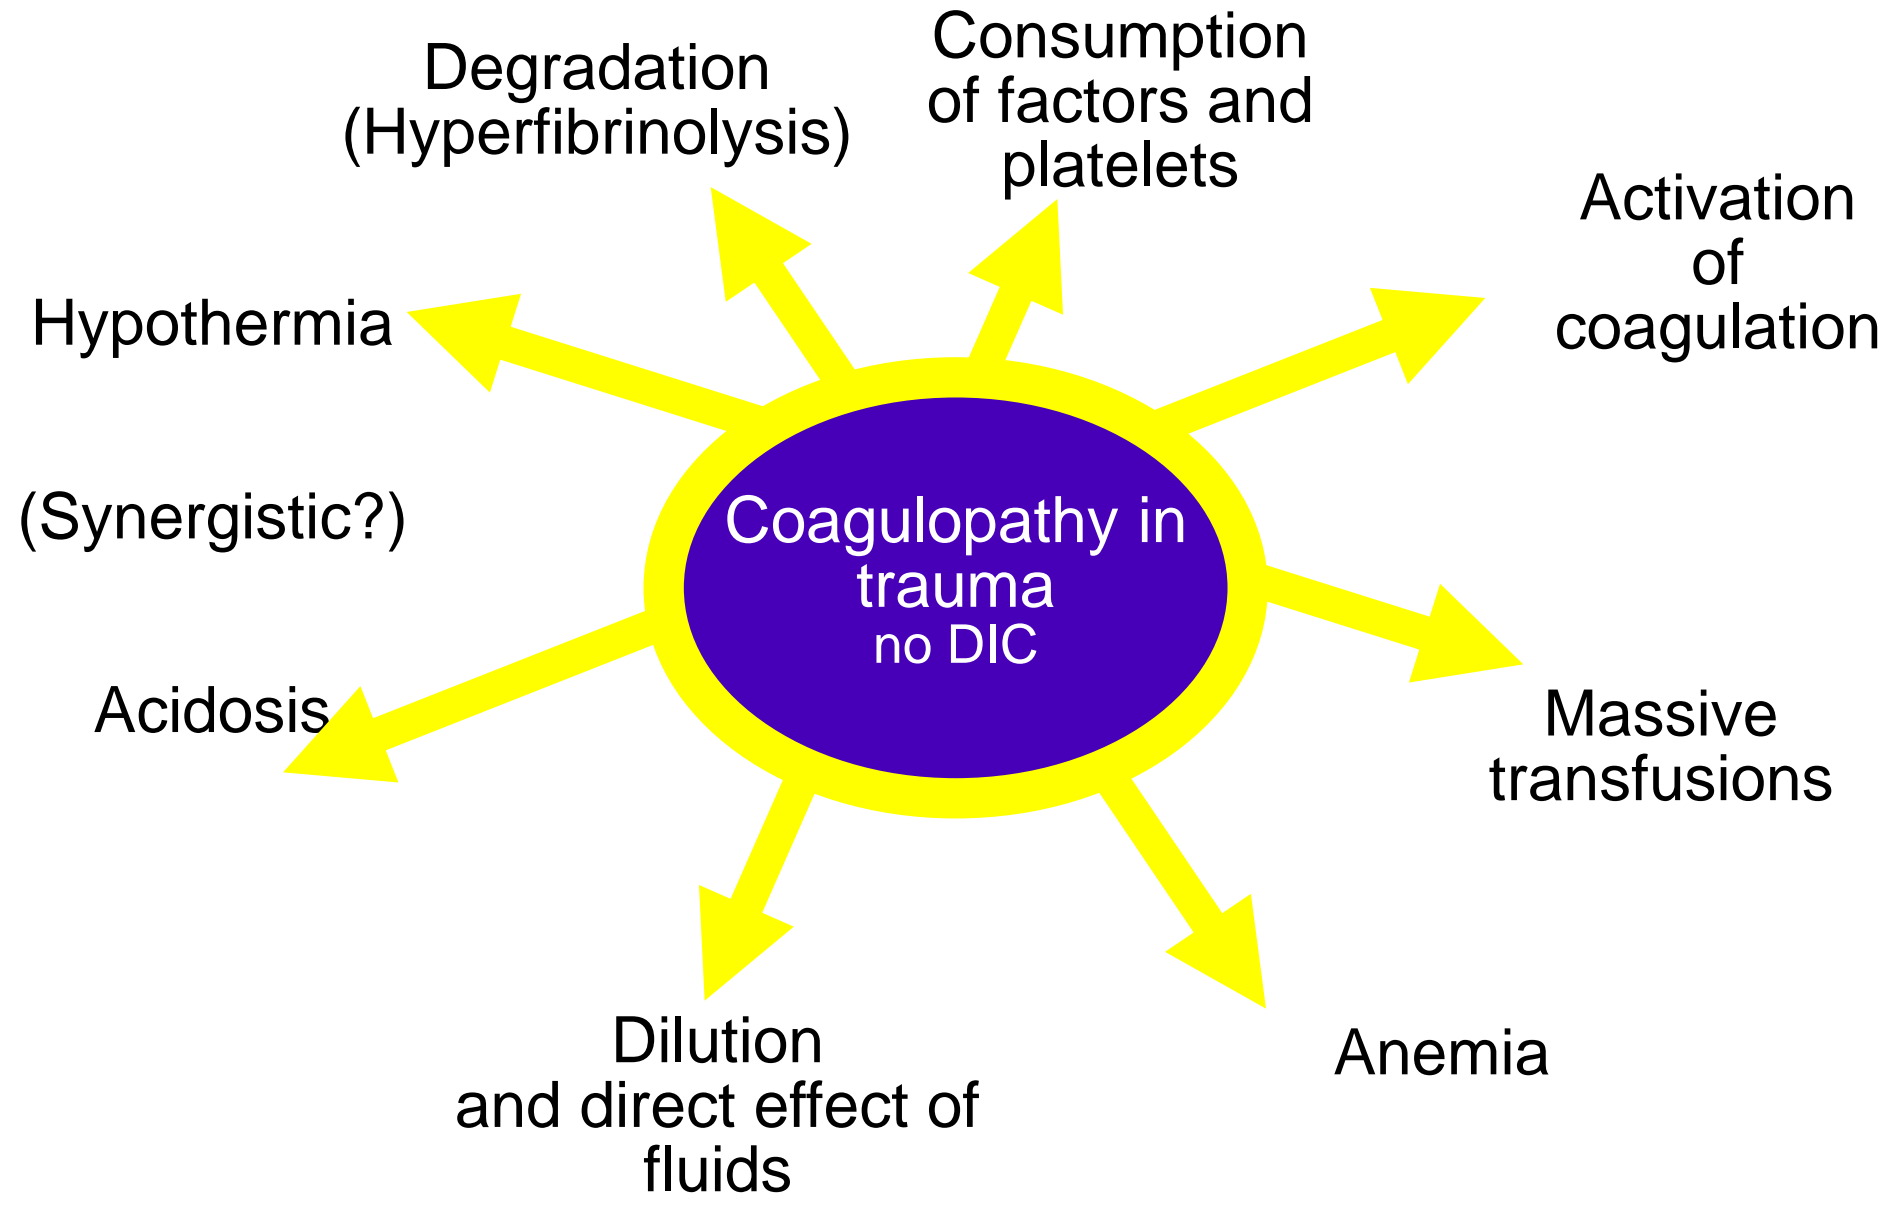 Degradation
(Hyperfibrinolysis)
Consumption
of factors and
platelets
Activation
of
coagulation
Hypothermia
(Synergistic?)
Coagulopathy in
trauma
no DIC
Acidosis
Massive
transfusions
Dilution
and direct effect of
fluids
Anemia